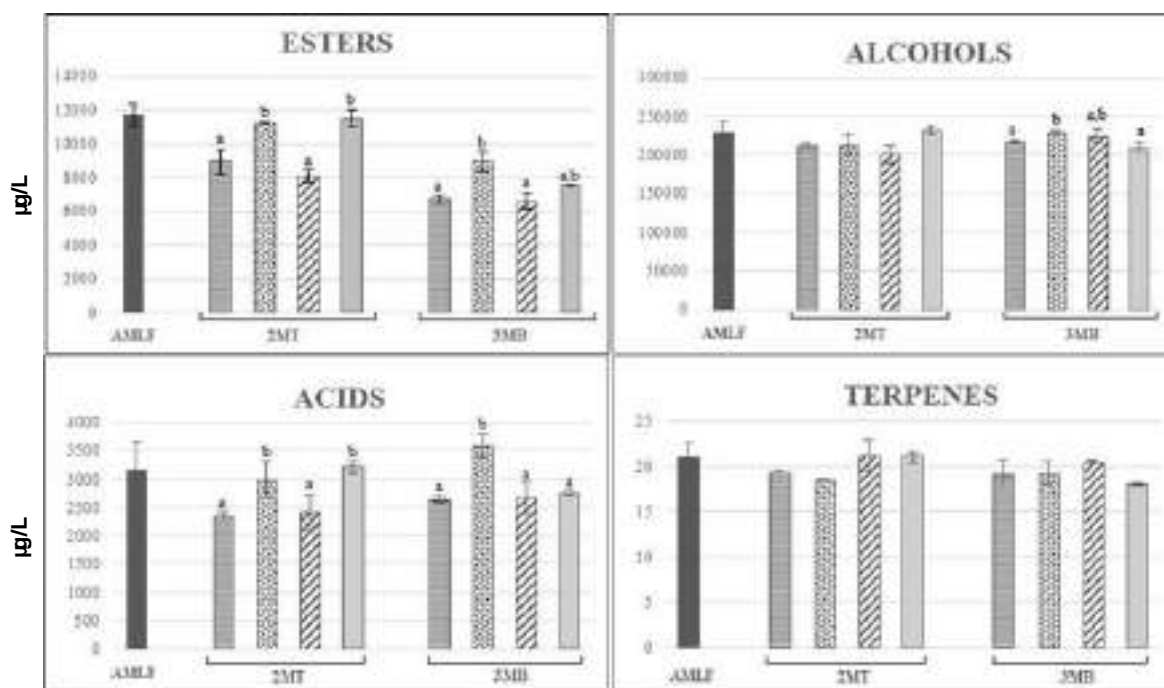 ESTERS
µg/L
14000
12000
10000
8000
6000
4000
2000
0
a
b
a
b
a
b
a
a,b
AMLF 2MT 3MB
ALCOHOLS
300000
250000
200000
150000
100000
50000
0
a
b
a,b
a
AMLF 2MT 3MB
ACIDS
µg/L
4000
3500
3000
2500
2000
1500
1000
500
0
a
b
a
b
a
b
a
a
AMLF 2MT 3MB
TERPENES
25
20
15
10
5
0
AMLF 2MT 3MB